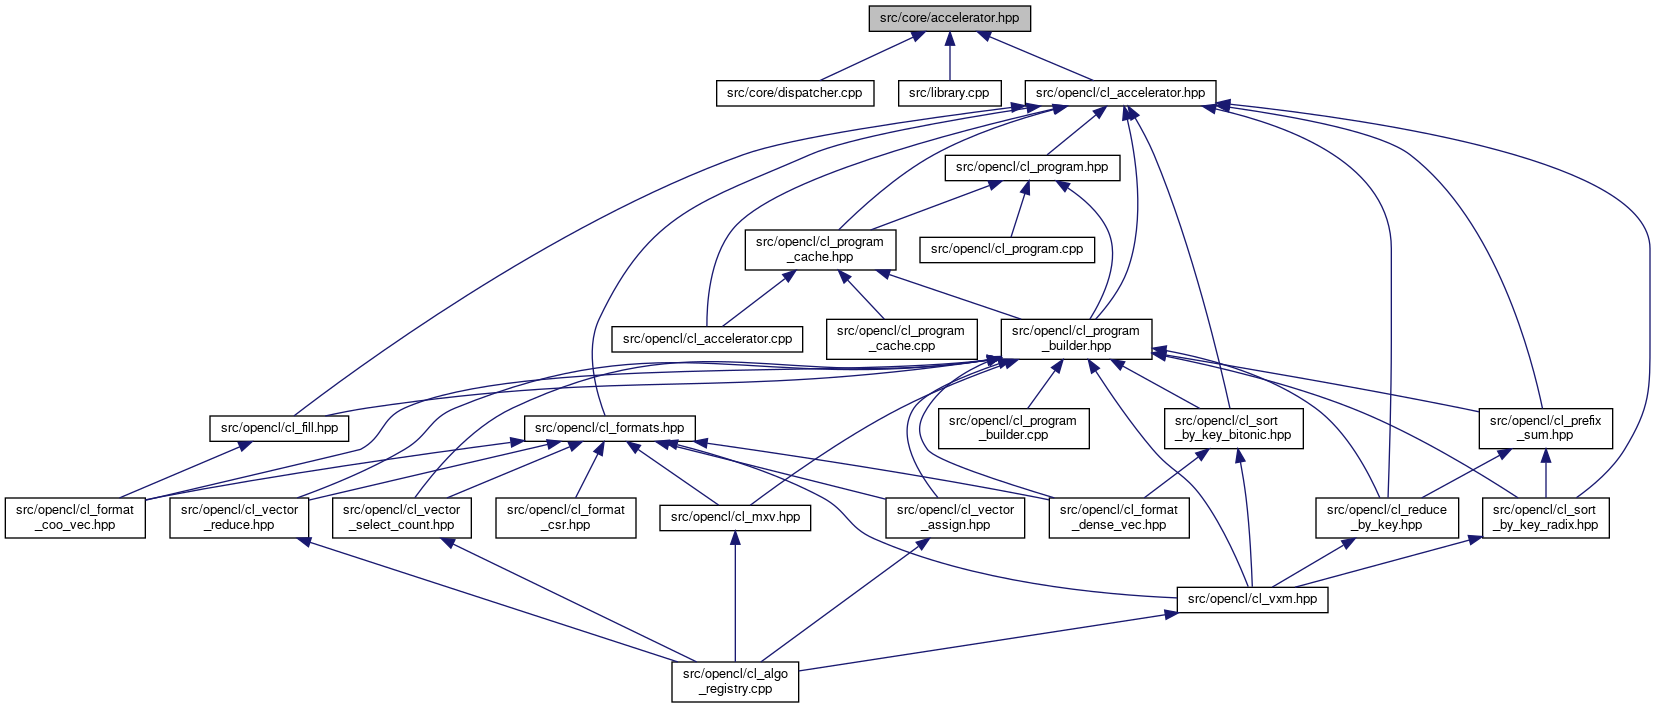 src/core/accelerator.hpp
src/core/dispatcher.cpp
src/library.cpp
src/opencl/cl_accelerator.hpp
src/opencl/cl_program.hpp
src/opencl/cl_program
_cache.hpp
src/opencl/cl_program.cpp
src/opencl/cl_accelerator.cpp
src/opencl/cl_program
_cache.cpp
src/opencl/cl_program
_builder.hpp
src/opencl/cl_fill.hpp
src/opencl/cl_formats.hpp
src/opencl/cl_program
_builder.cpp
src/opencl/cl_sort
_by_key_bitonic.hpp
src/opencl/cl_prefix
_sum.hpp
src/opencl/cl_format
_coo_vec.hpp
src/opencl/cl_vector
_reduce.hpp
src/opencl/cl_vector
_select_count.hpp
src/opencl/cl_format
_csr.hpp
src/opencl/cl_mxv.hpp
src/opencl/cl_vector
_assign.hpp
src/opencl/cl_format
_dense_vec.hpp
src/opencl/cl_reduce
_by_key.hpp
src/opencl/cl_sort
_by_key_radix.hpp
src/opencl/cl_vxm.hpp
src/opencl/cl_algo
_registry.cpp